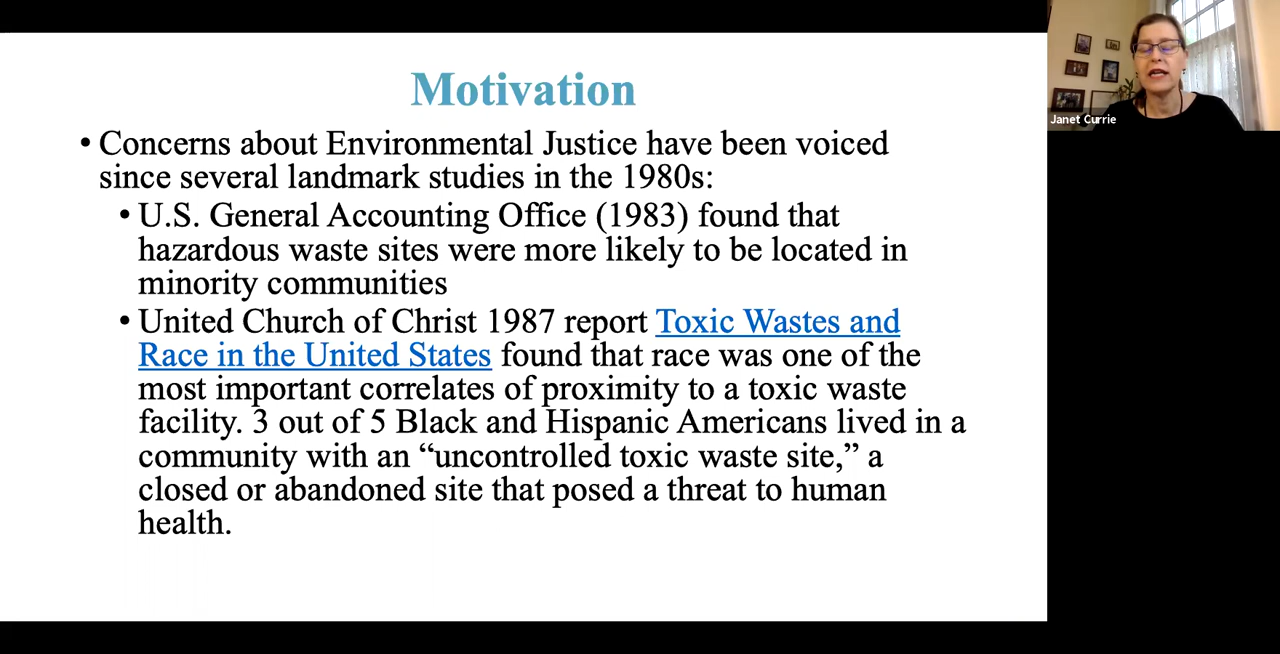 Motivation
• Concerns about Environmental Justice have been voiced
since several landmark studies in the 1980s:
• U.S. General Accounting Office (1983) found that
hazardous waste sites were more likely to be located in
minority communities
• United Church of Christ 1987 report Toxic Wastes and
Race in the United States found that race was one of the
most important correlates of proximity to a toxic waste
facility. 3 out of 5 Black and Hispanic Americans lived in a
community with an “uncontrolled toxic waste site,” a
closed or abandoned site that posed a threat to human
health.
Janet Currie